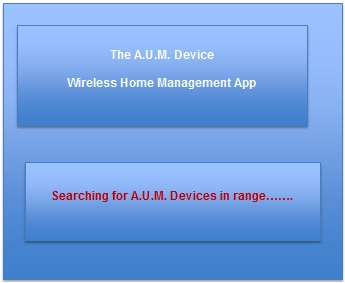 The A.U.M. Device
Wireless Home Management App
Searching for A.U.M. Devices in range…….